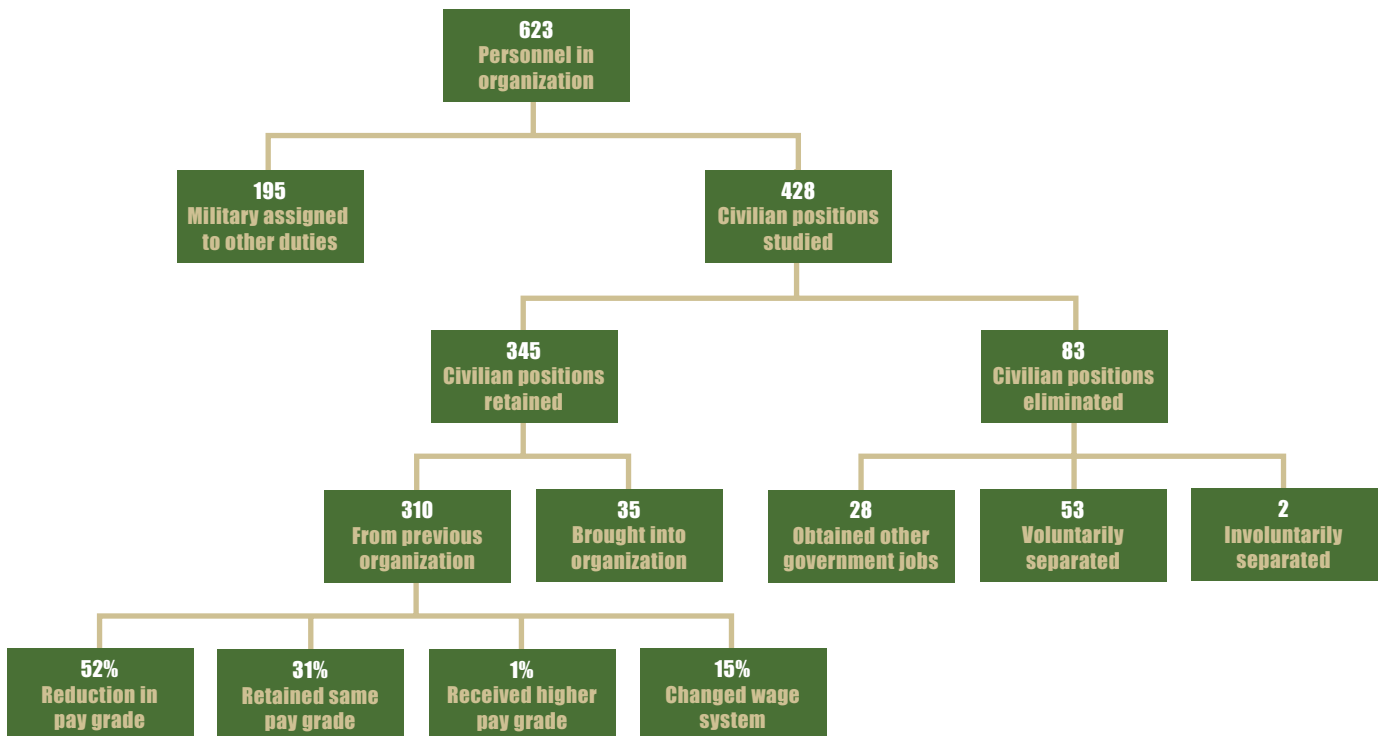 623
Personnel in
organization
195
Military assigned
to other duties
428
Civilian positions
studied
345
Civilian positions
retained
83
Civilian positions
eliminated
310
From previous
organization
35
Brought into
organization
28
Obtained other
government jobs
53
Voluntarily
separated
2
Involuntarily
separated
52%
Reduction in
pay grade
31%
Retained same
pay grade
1%
Received higher
pay grade
15%
Changed wage
system